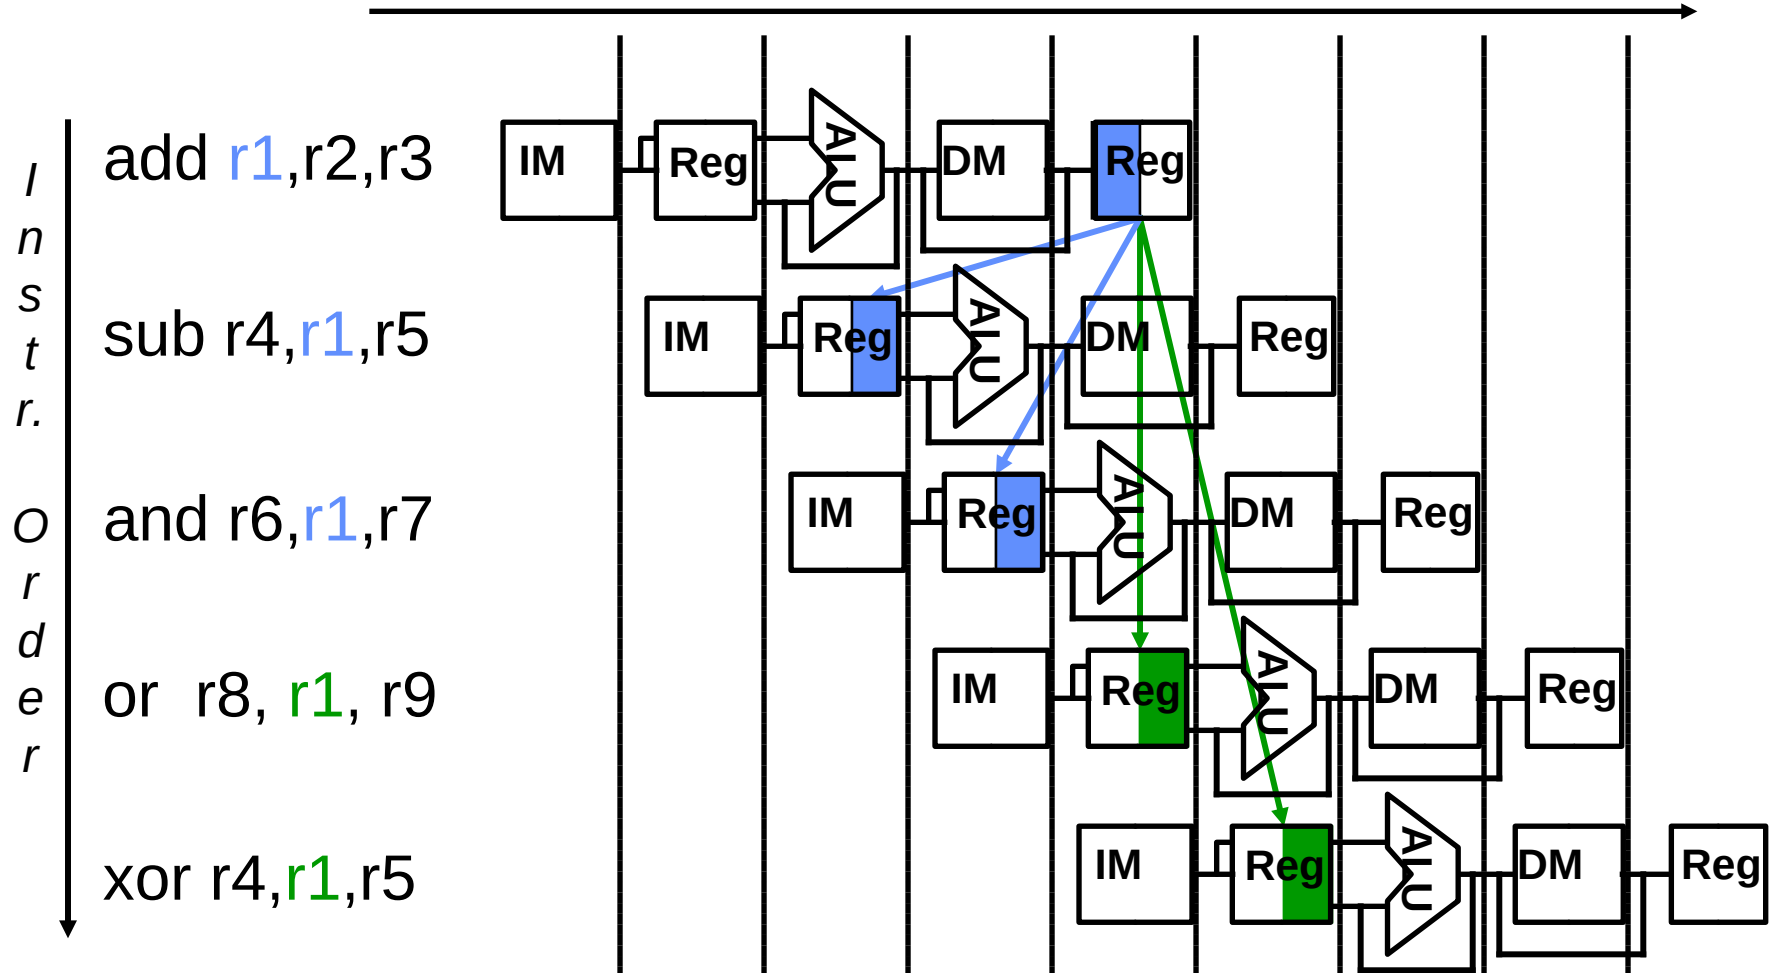 Instr. Order
add r1,r2,r3
IM Reg ALU DM Reg
sub r4,r1,r5
IM Reg ALU DM Reg
and r6,r1,r7
IM Reg ALU DM Reg
or r8, r1, r9
IM Reg ALU DM Reg
xor r4,r1,r5
IM Reg ALU DM Reg